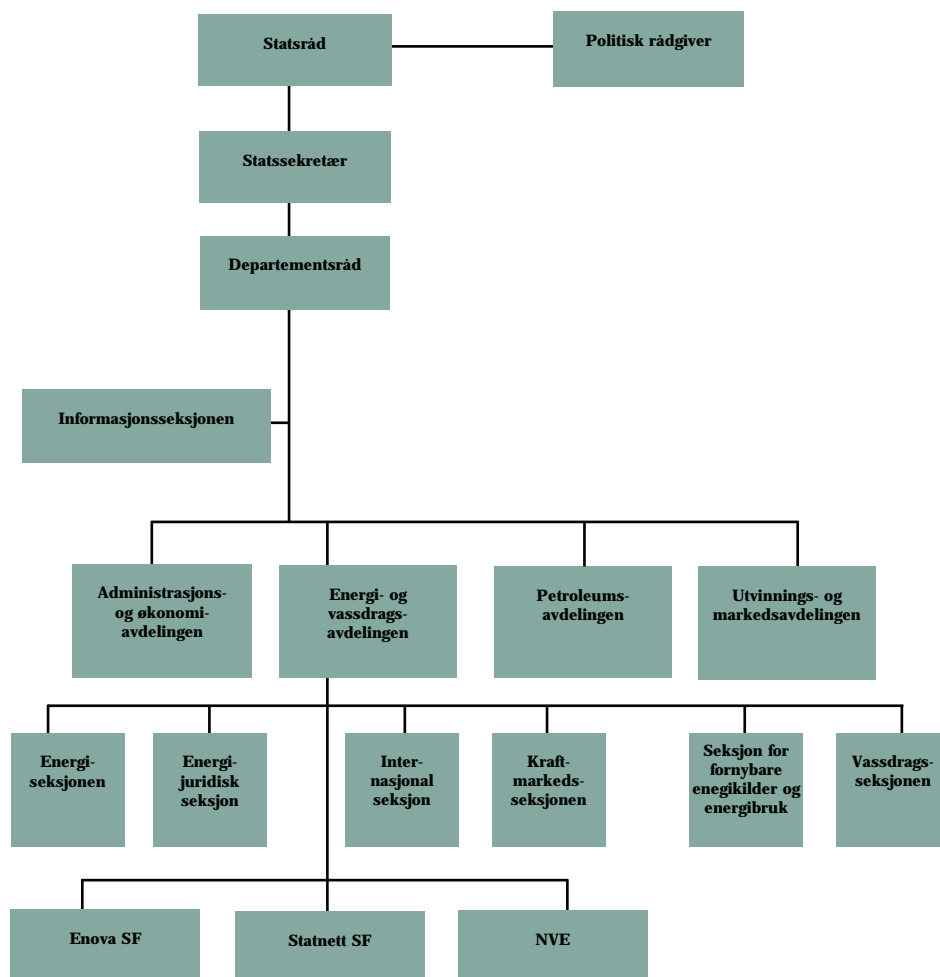 Statsråd
Politisk rådgiver
Statssekretær
Departementsråd
Informasjonsseksjonen
Administrasjons-
og økonomi-
avdelingen
Energi- og
vassdrags-
avdelingen
Petroleums-
avdelingen
Utvinnings- og
markedsavdelingen
Energi-
seksjonen
Energi-
juridisk
seksjon
Inter-
nasjonal
seksjon
Kraft-
markeds-
seksjonen
Seksjon for
fornybare
enegikilder og
energibruk
Vassdrags-
seksjonen
Enova SF
Statnett SF
NVE